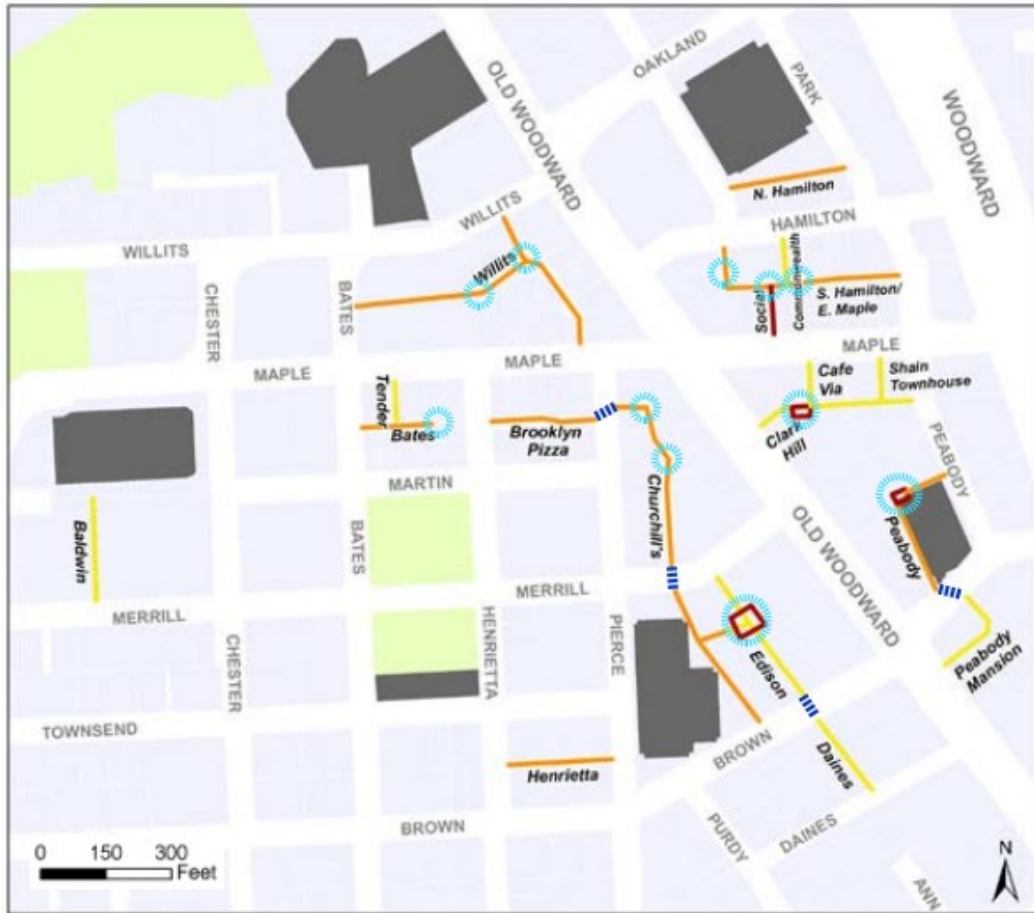 OLD WOODWARD
OAKLAND
PARK
WOODWARD
N. Hamilton
HAMILTON
WILLITS
WILLITS
Willits
CHESTER
BATES
Social
Commonwealth
S. Hamilton/
E. Maple
MAPLE
MAPLE
MAPLE
Tender
Bates
Brooklyn
Pizza
Cafe
Via
Shain
Townhouse
Clark
Hill
PEABODY
MARTIN
Churchill's
Baldwin
BATES
OLD WOODWARD
Peabody
MERRILL
MERRILL
HENRIETTA
PIERCE
CHESTER
Edison
Peabody
Mansion
TOWNSEND
BROWN
Henrietta
Daines
BROWN
PURDY
DAINES
ANN
0 150 300
Feet
N